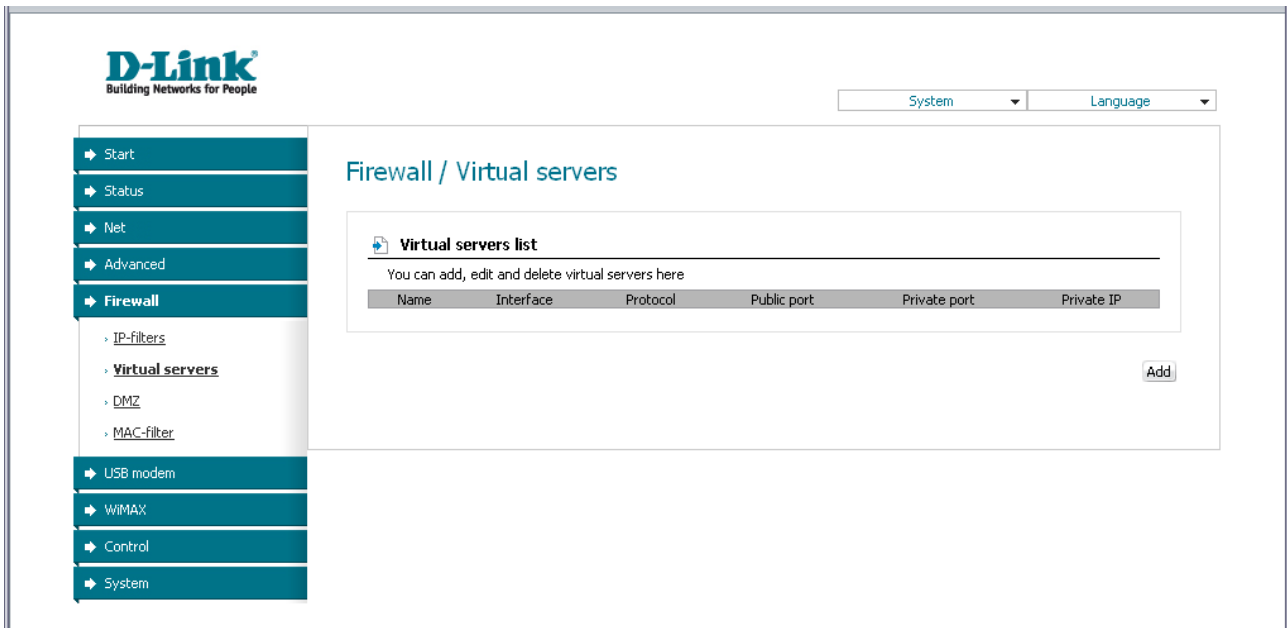 D-Link
Building Networks for People
System Language
Start
Status
Net
Advanced
Firewall
IP-filters
Virtual servers
DMZ
MAC-filter
USB modem
WiMAX
Control
System
Firewall / Virtual servers
Virtual servers list
You can add, edit and delete virtual servers here
Name Interface Protocol Public port Private port Private IP
Add